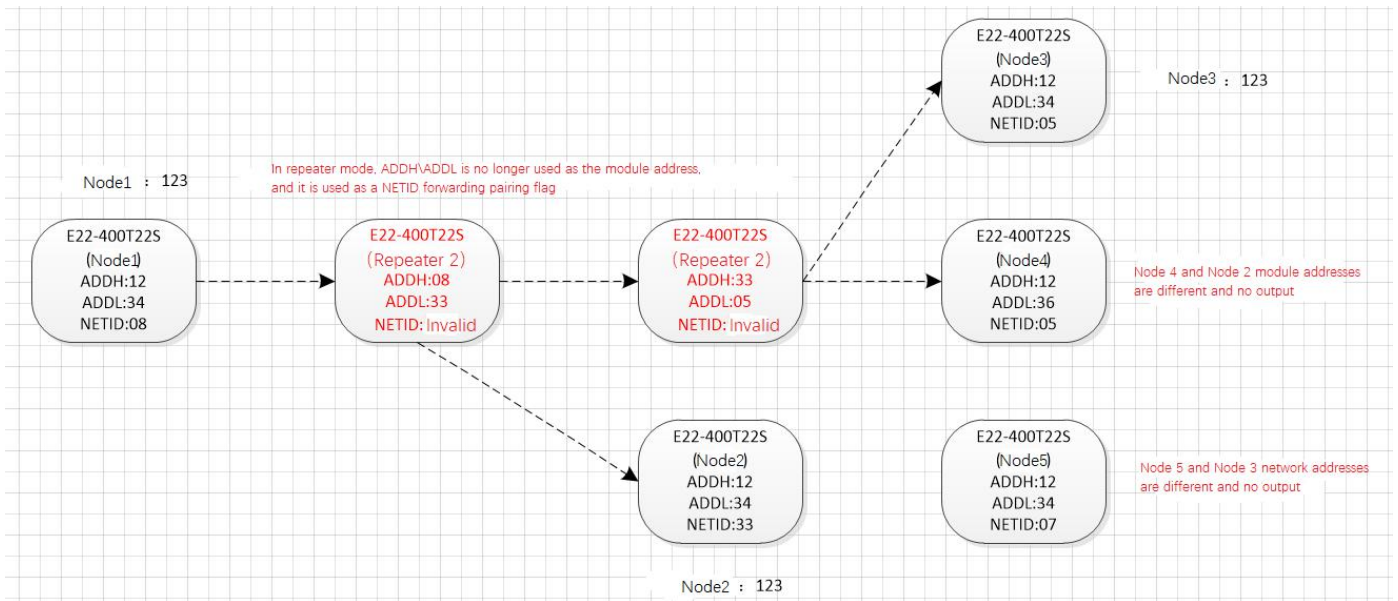 E22-400T22S
(Node3)
ADDH:12
ADDL:34
NETID:05
Node3 : 123
Node1 : 123
In repeater mode, ADDH\ADDL is no longer used as the module address,
and it is used as a NETID forwarding pairing flag
E22-400T22S
(Node1)
ADDH:12
ADDL:34
NETID:08
E22-400T22S
(Repeater 2)
ADDH:08
ADDL:33
NETID: Invalid
E22-400T22S
(Repeater 2)
ADDH:33
ADDL:05
NETID: Invalid
E22-400T22S
(Node4)
ADDH:12
ADDL:36
NETID:05
Node 4 and Node 2 module addresses
are different and no output
E22-400T22S
(Node2)
ADDH:12
ADDL:34
NETID:33
E22-400T22S
(Node5)
ADDH:12
ADDL:34
NETID:07
Node 5 and Node 3 network addresses
are different and no output
Node2 : 123